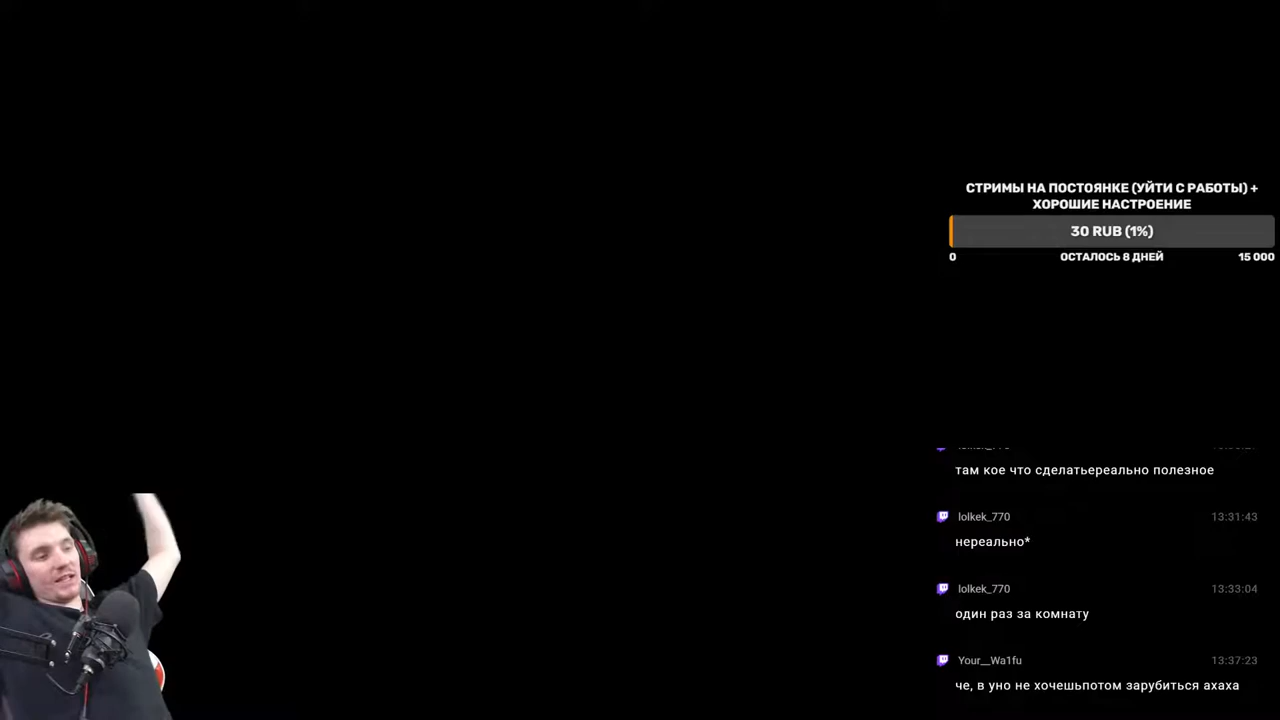 СТРИМЫ НА ПОСТОЯНКЕ (УЙТИ С РАБОТЫ) +
ХОРОШИЕ НАСТРОЕНИЕ
30 RUB (1%)
0 ОСТАЛОСЬ 8 ДНЕЙ 15 000
там кое что сделатьереально полезное
lolkek_770 13:31:43
нереально*
lolkek_770 13:33:04
один раз за комнату
Your__Wa1fu 13:37:23
че, в уно не хочешьпотом зарубиться ахаха